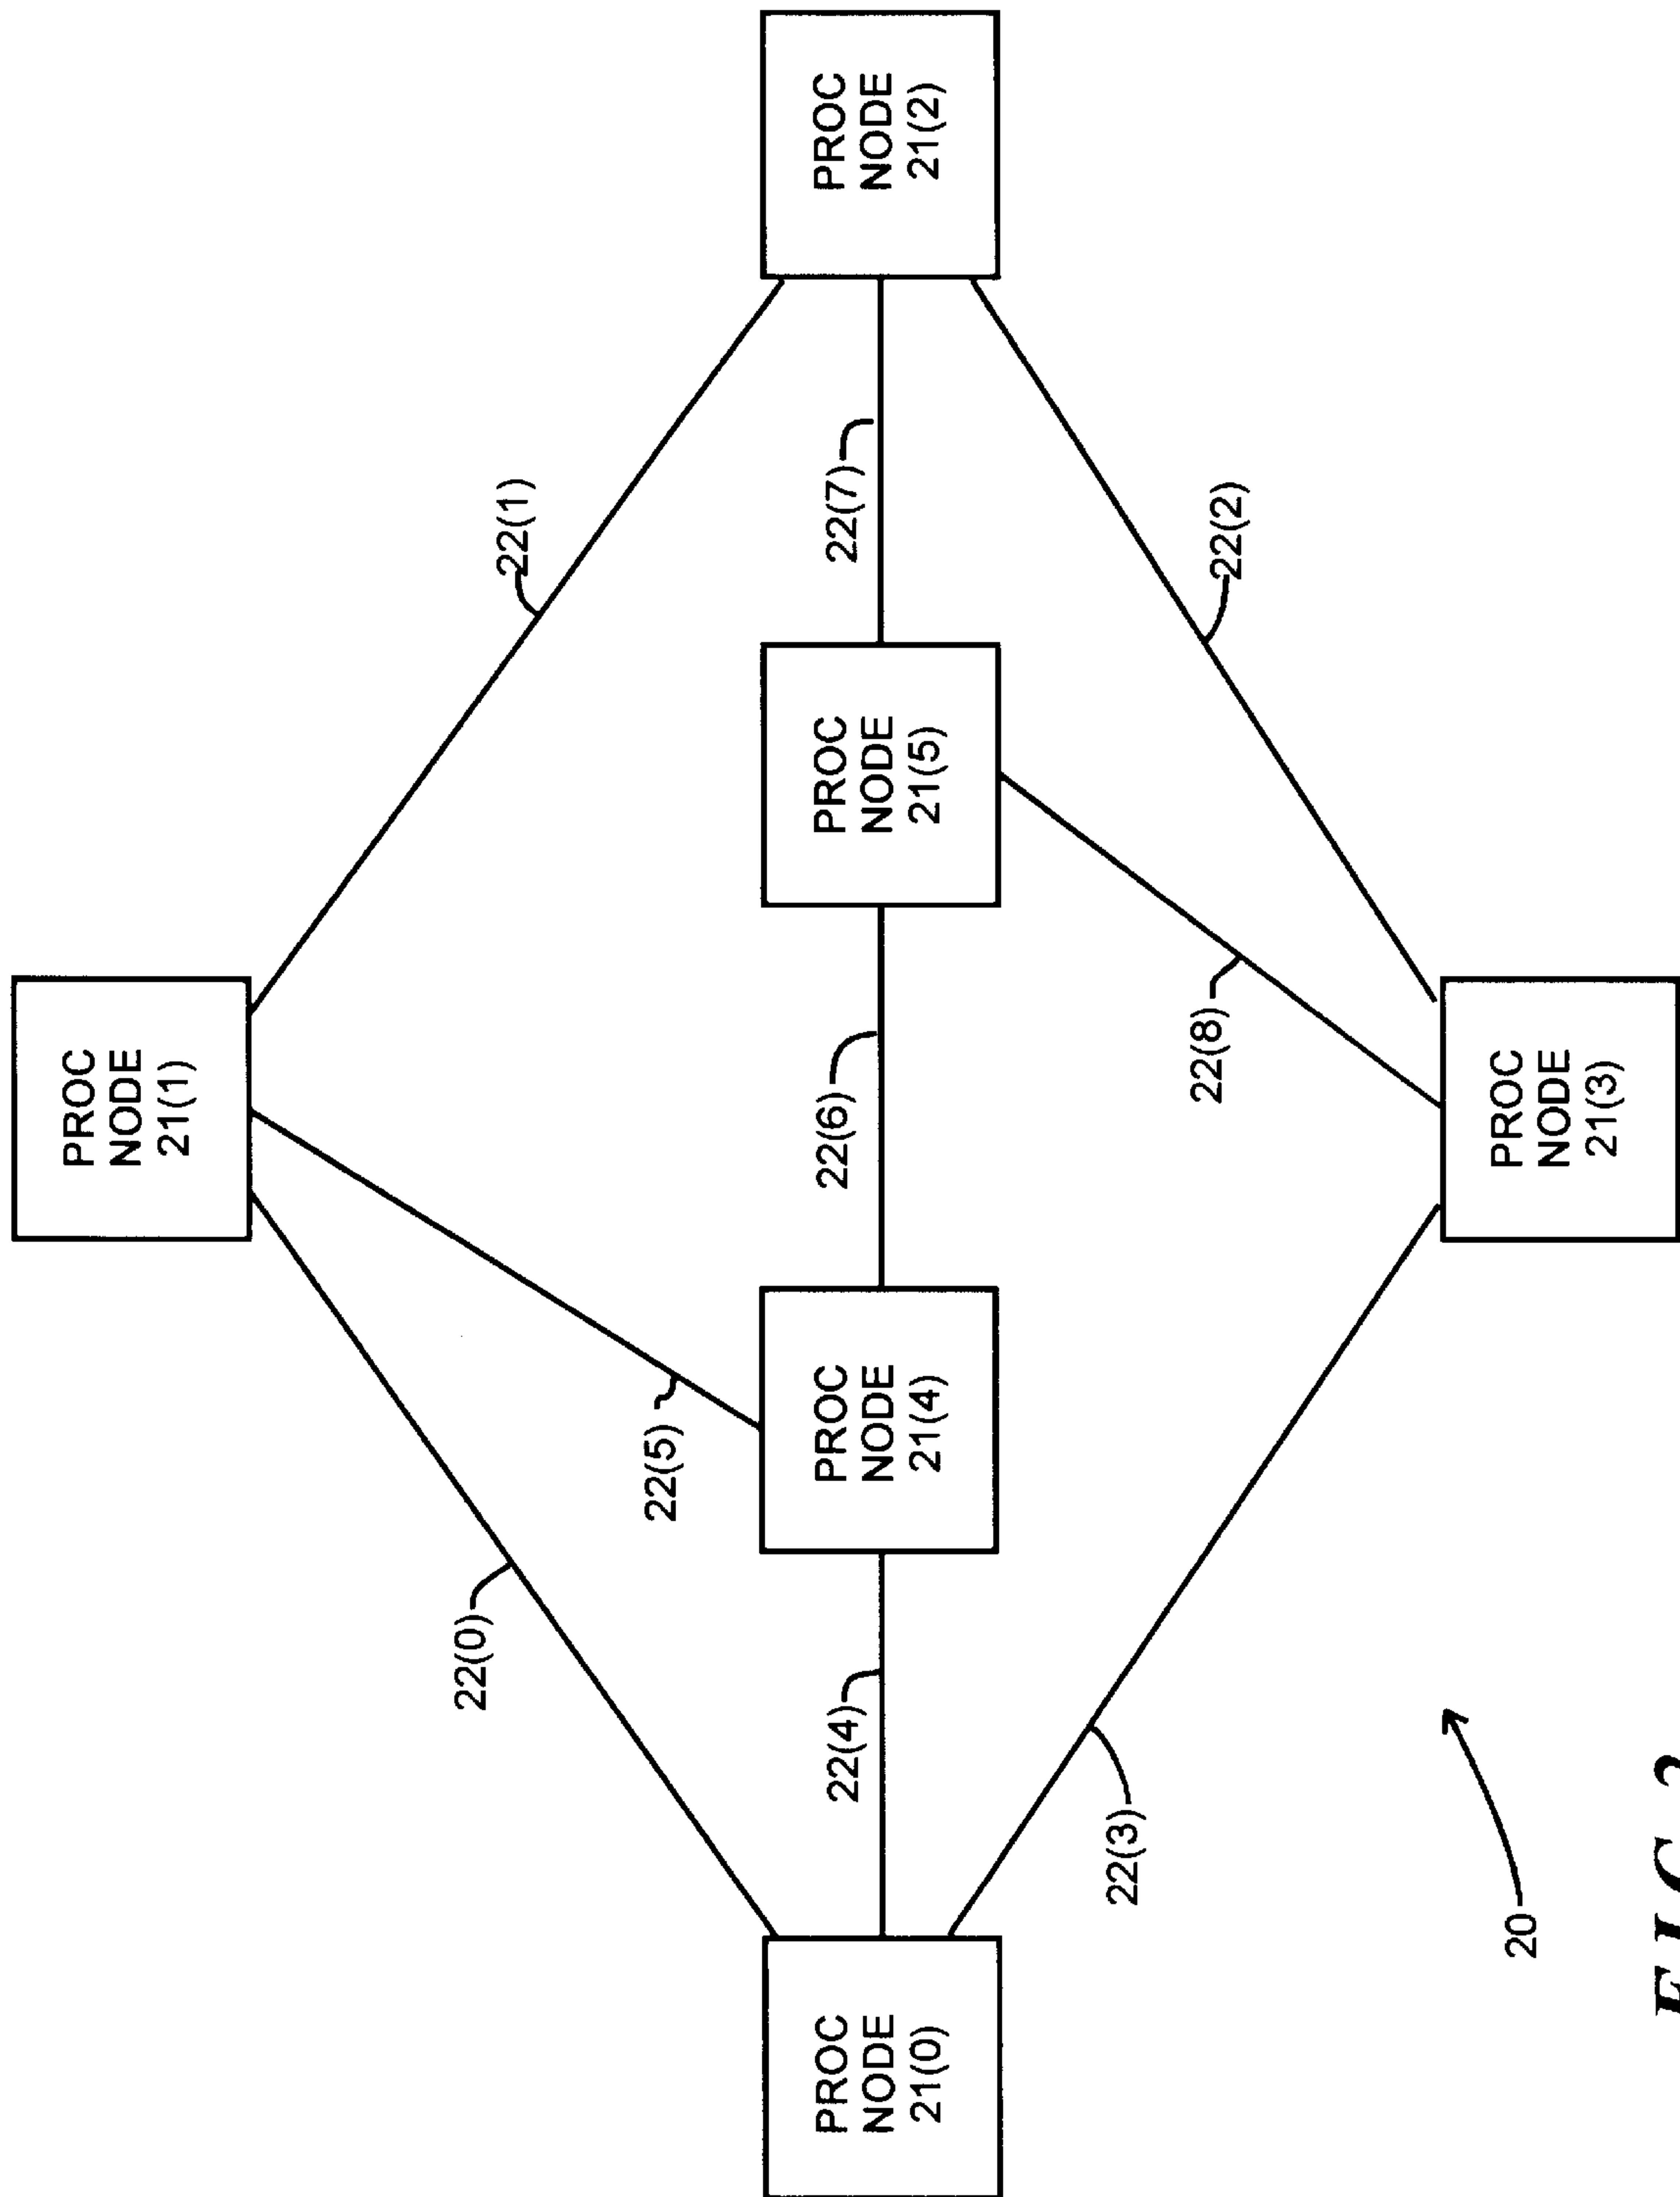 PROC
NODE
21(1)
22(0)
22(1)
22(5)
PROC
NODE
21(0)
22(4)
PROC
NODE
21(4)
22(6)
PROC
NODE
21(5)
22(7)
PROC
NODE
21(2)
22(3)
22(8)
22(2)
PROC
NODE
21(3)
20